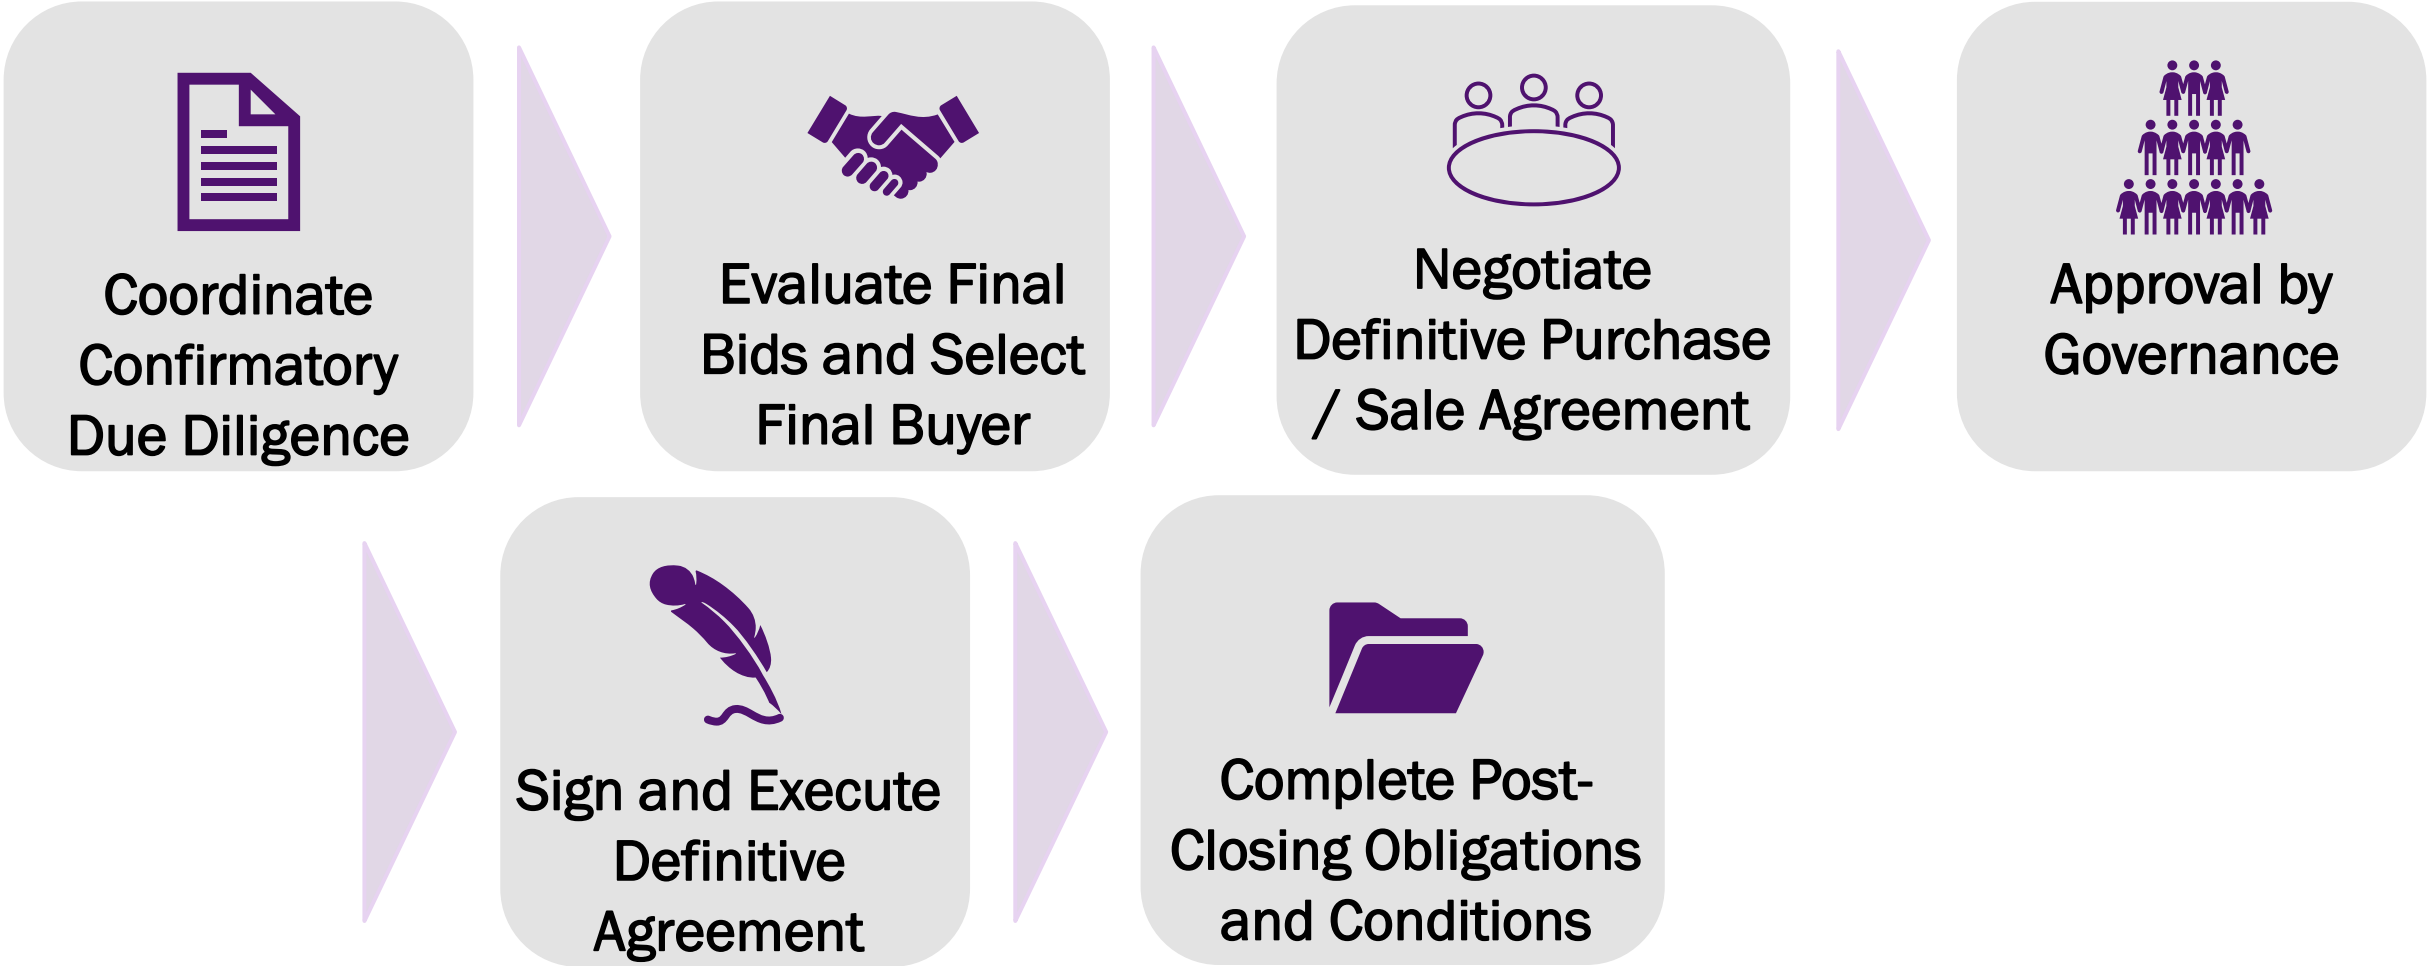 Coordinate
Confirmatory
Due Diligence
Evaluate Final
Bids and Select
Final Buyer
Negotiate
Definitive Purchase
/ Sale Agreement
Approval by
Governance
Sign and Execute
Definitive
Agreement
Complete Post-
Closing Obligations
and Conditions